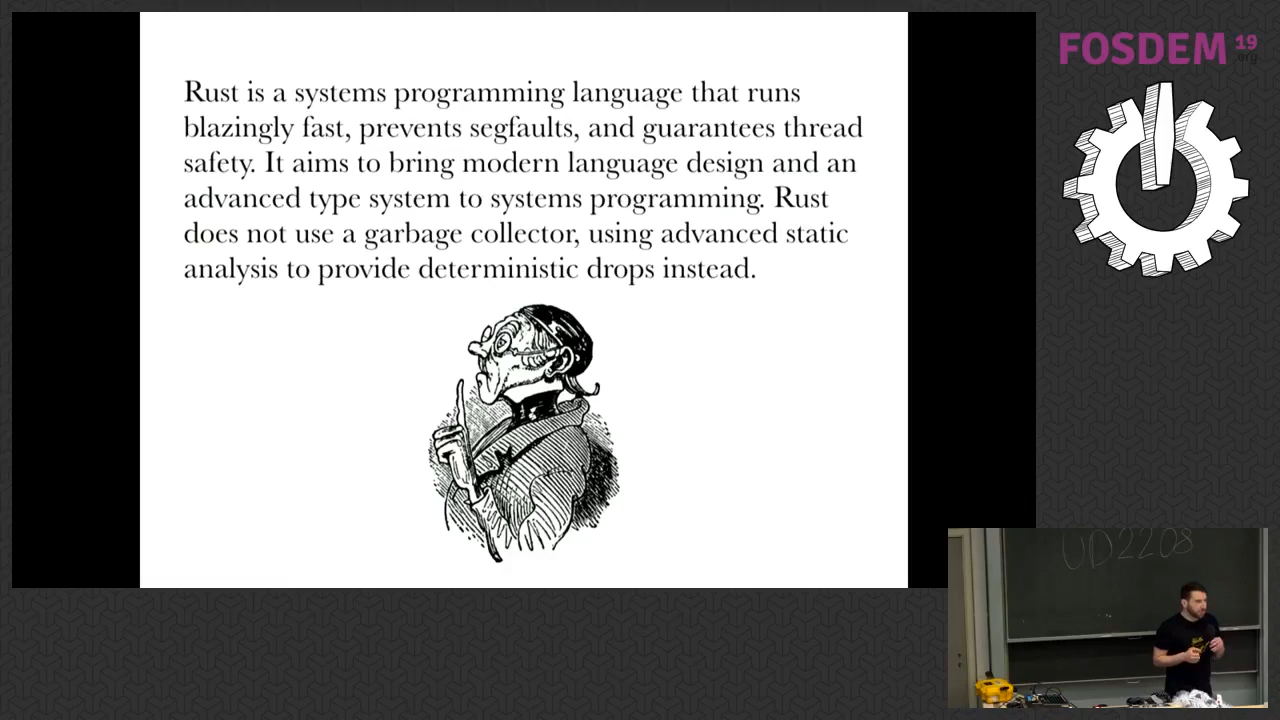 Rust is a systems programming language that runs
blazingly fast, prevents segfaults, and guarantees thread
safety. It aims to bring modern language design and an
advanced type system to systems programming. Rust
does not use a garbage collector, using advanced static
analysis to provide deterministic drops instead.
FOSDEM 19
.org
UD2208